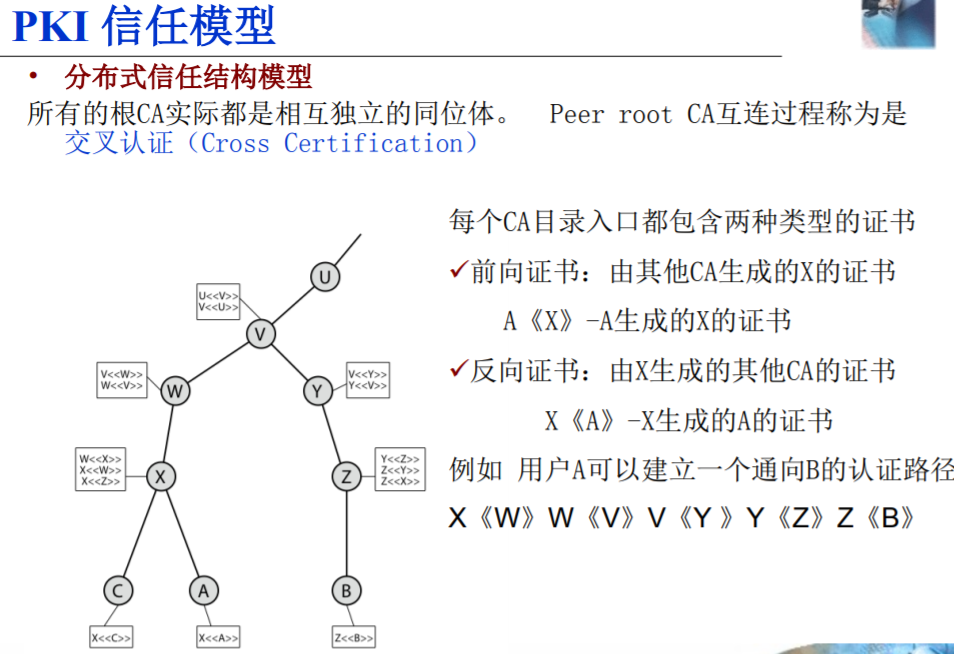 PKI 信任模型
• 分布式信任结构模型
所有的根CA实际都是相互独立的同位体。 Peer root CA互连过程称为是
交叉认证（Cross Certification）
每个CA目录入口都包含两种类型的证书
✓前向证书：由其他CA生成的X的证书
A《X》-A生成的X的证书
✓反向证书：由X生成的其他CA的证书
X《A》-X生成的A的证书
例如 用户A可以建立一个通向B的认证路径
X《W》W《V》V《Y 》Y《Z》Z《B》
U
U<<V>>
V<<U>>
V
V<<W>>
W<<V>>
W
Y
V<<Y>>
Y<<V>>
W<<X>>
X<<W>>
X<<Z>>
X
Z
Y<<Z>>
Z<<Y>>
Z<<X>>
C
A
B
X<<C>>
X<<A>>
Z<<B>>